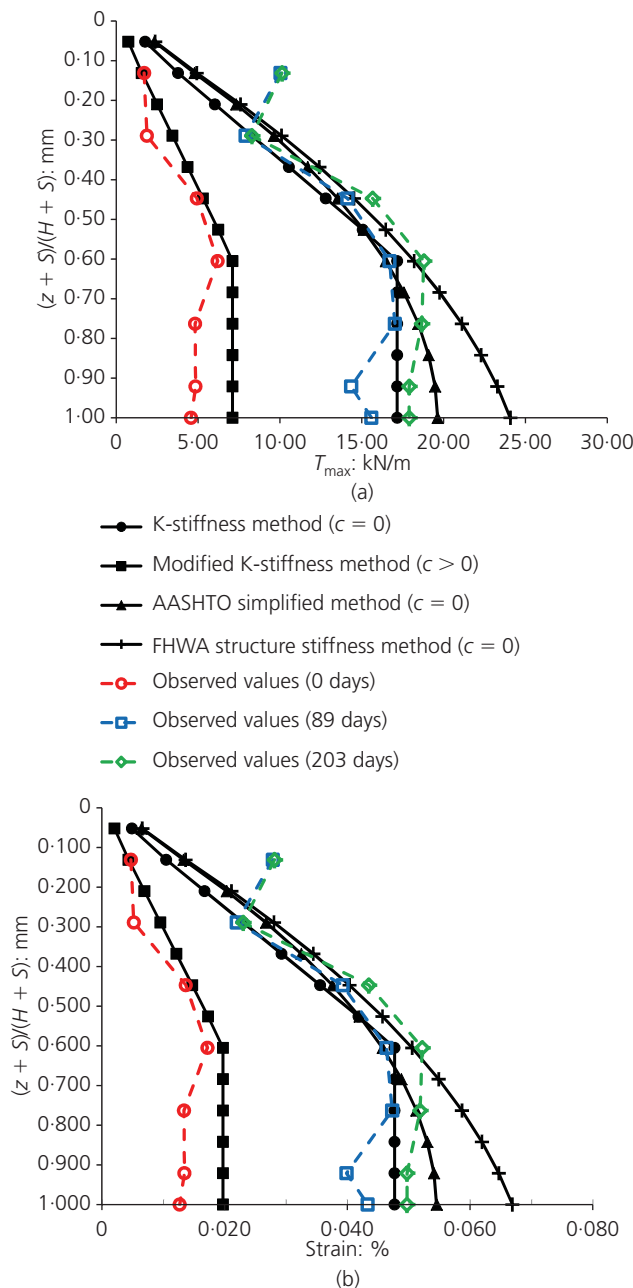 0
0·10
0·20
0·30
0·40
0·50
0·60
0·70
0·80
0·90
1·00
(z + S)/(H + S): mm
0 5·00 10·00 15·00 20·00 25·00 30·00
Tmax: kN/m
(a)
K-stiffness method (c = 0)
Modified K-stiffness method (c > 0)
AASHTO simplified method (c = 0)
FHWA structure stiffness method (c = 0)
Observed values (0 days)
Observed values (89 days)
Observed values (203 days)
0
0·100
0·200
0·300
0·400
0·500
0·600
0·700
0·800
0·900
1·000
(z + S)/(H + S): mm
0 0·020 0·040 0·060 0·080
Strain: %
(b)